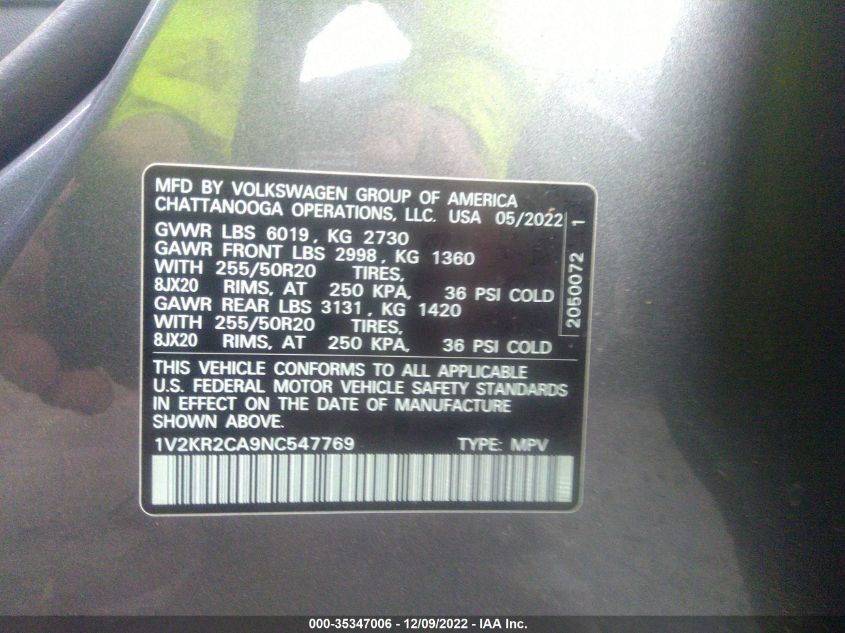 MFD BY VOLKSWAGEN GROUP OF AMERICA
CHATTANOOGA OPERATIONS, LLC. USA 05/2022
GVWR LBS 6019, KG 2730
GAWR FRONT LBS 2998, KG 1360
WITH 255/50R20 TIRES,
8JX20 RIMS, AT 250 KPA, 36 PSI COLD
GAWR REAR LBS 3131, KG 1420
WITH 255/50R20 TIRES,
8JX20 RIMS, AT 250 KPA, 36 PSI COLD
2050072 1
THIS VEHICLE CONFORMS TO ALL APPLICABLE
U.S. FEDERAL MOTOR VEHICLE SAFETY STANDARDS
IN EFFECT ON THE DATE OF MANUFACTURE
SHOWN ABOVE.
1V2KR2CA9NC547769 TYPE: MPV
000-35347006 - 12/09/2022 - IAA Inc.